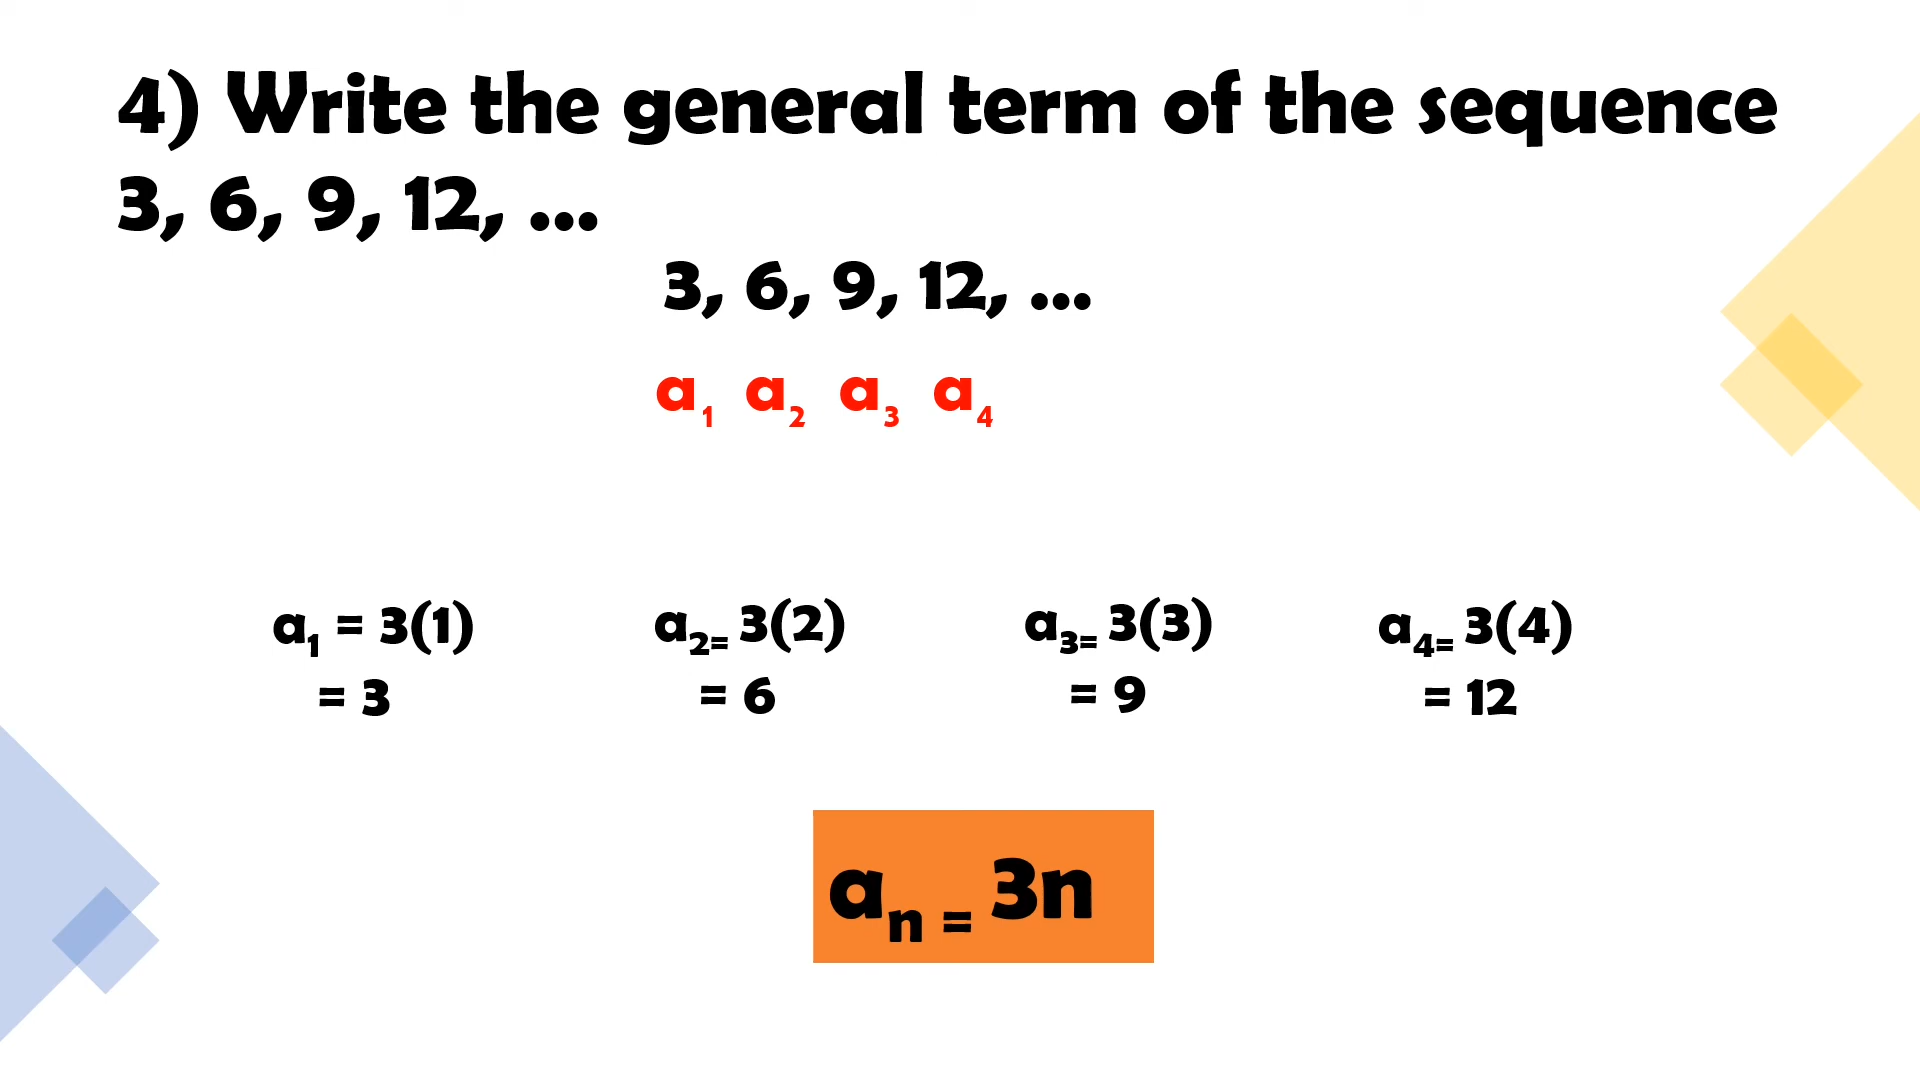 4) Write the general term of the sequence
3, 6, 9, 12, ...
3, 6, 9, 12, ...
a₁ a₂ a₃ a₄
a₁ = 3(1) a₂₌ 3(2) a₃₌ 3(3) a₄₌ 3(4)
= 3 = 6 = 9 = 12
aₙ ₌ 3n